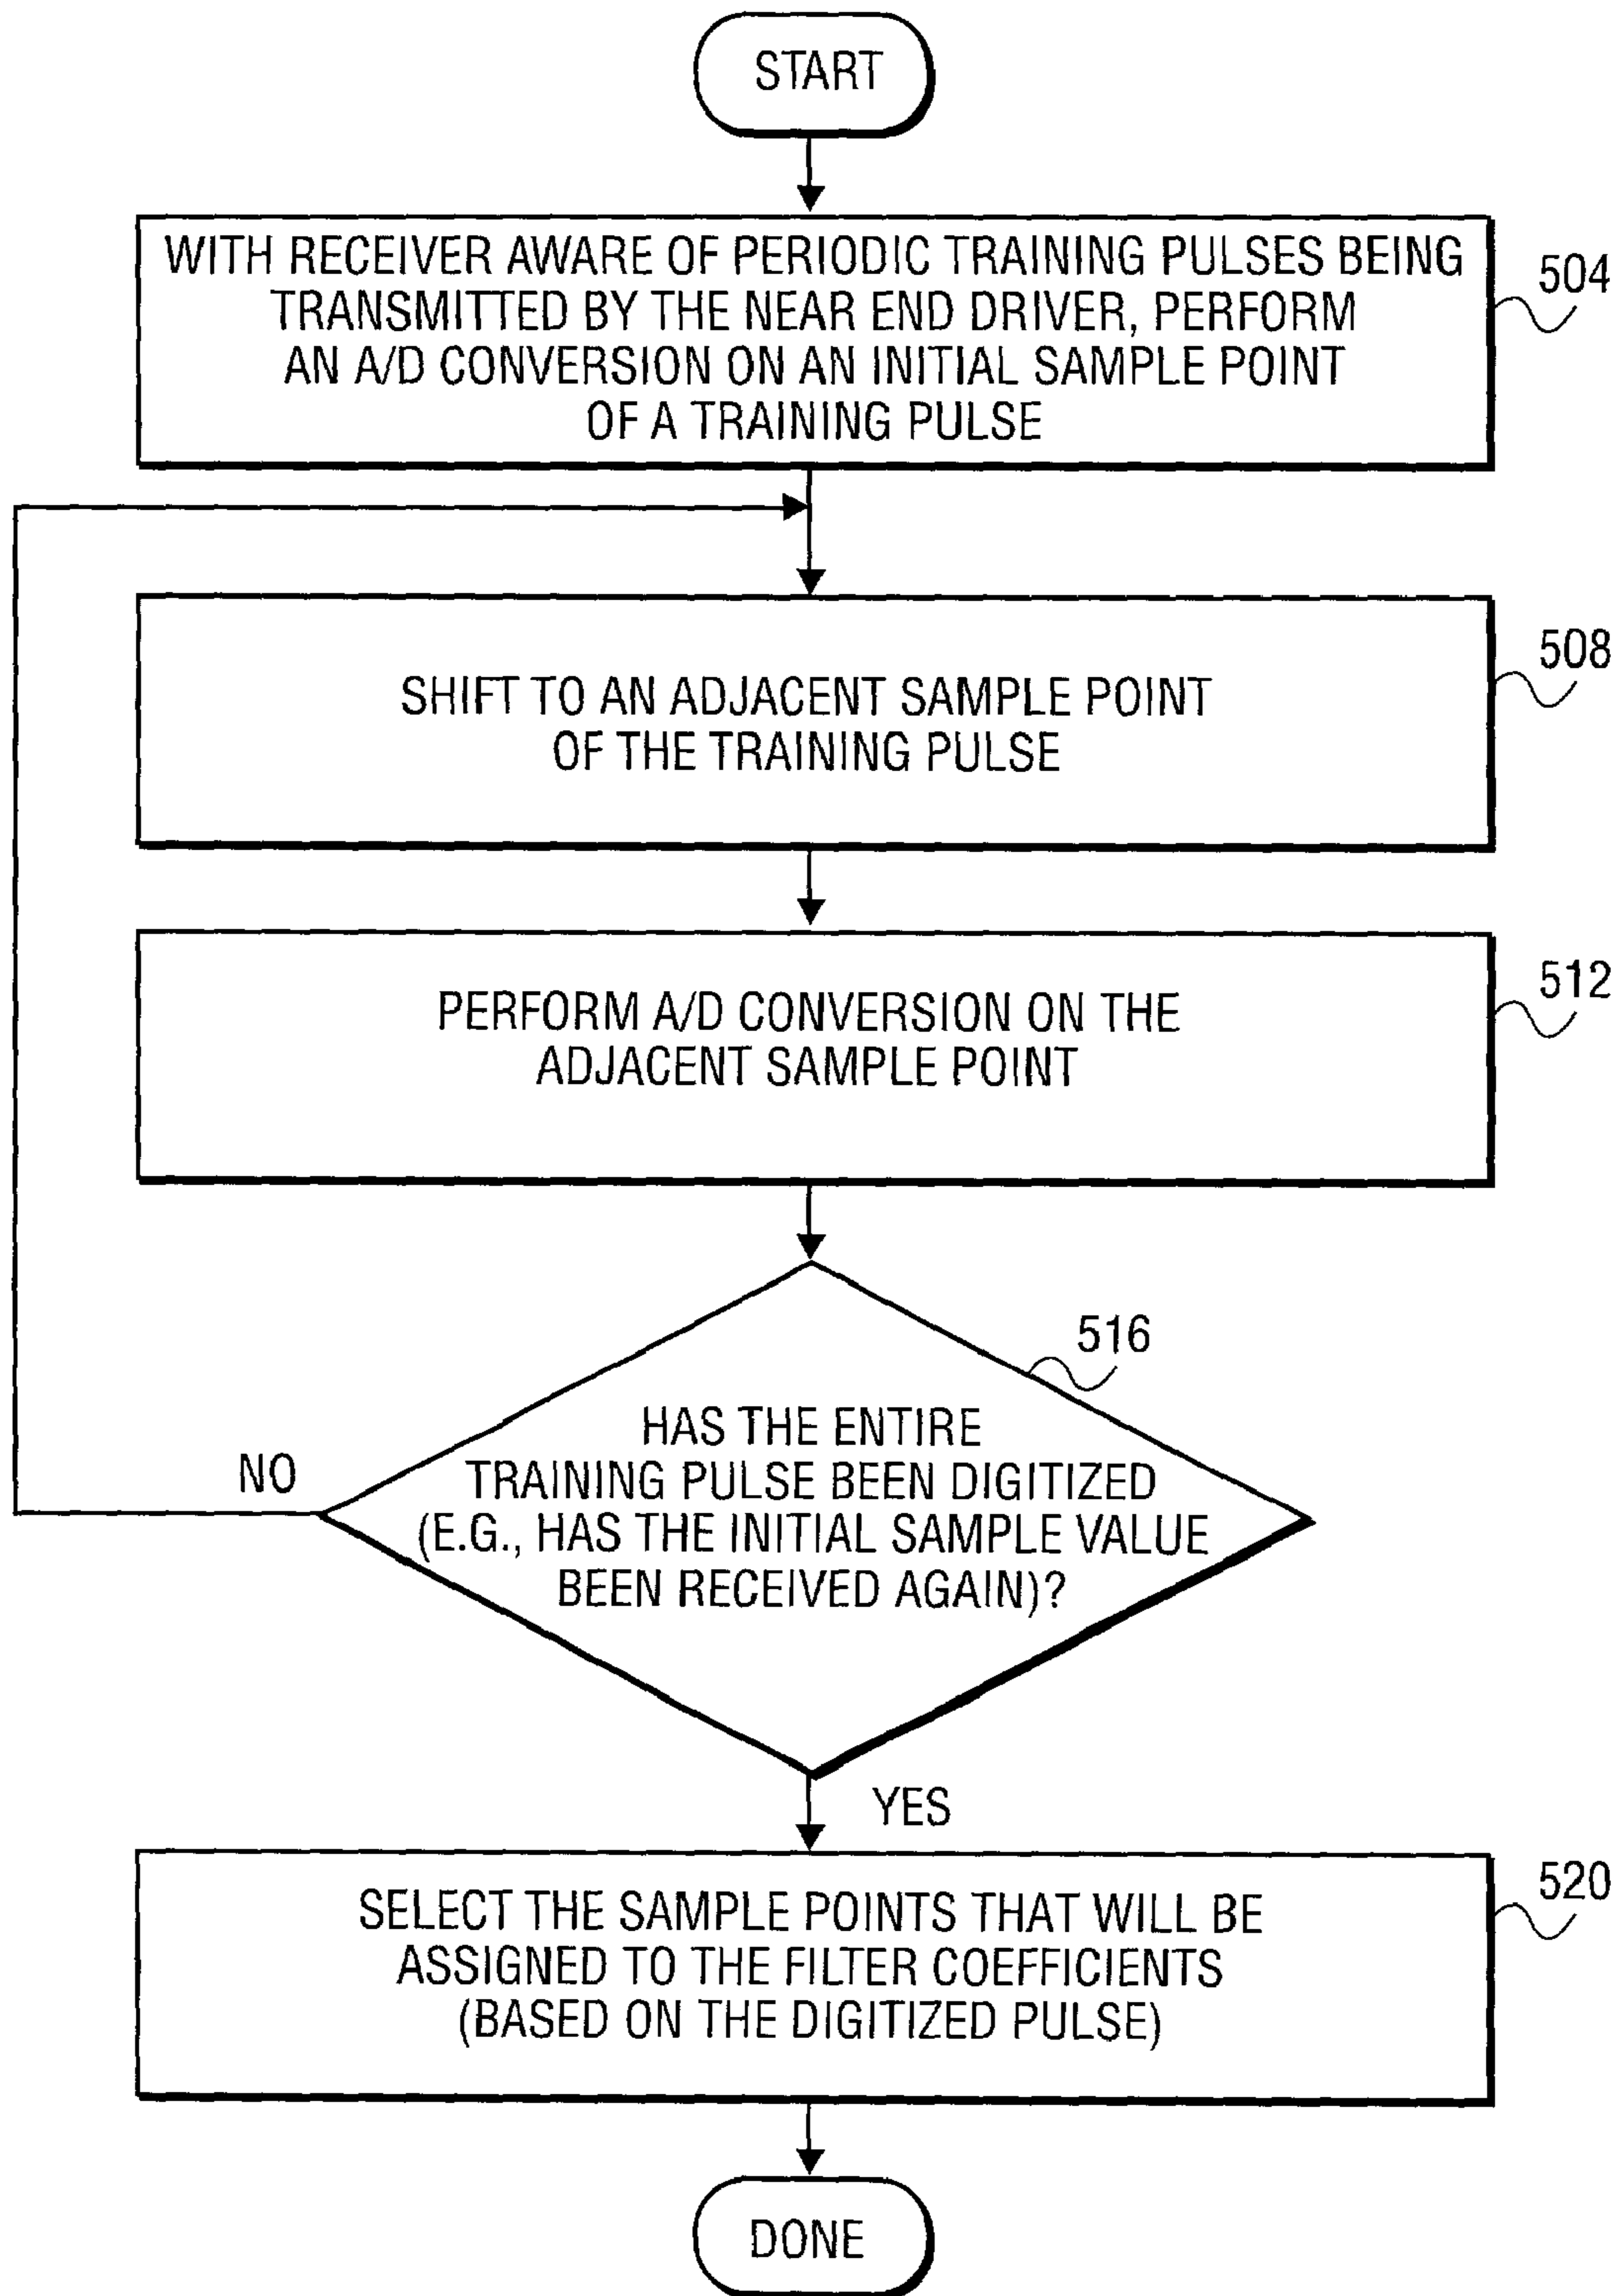 START
WITH RECEIVER AWARE OF PERIODIC TRAINING PULSES BEING
TRANSMITTED BY THE NEAR END DRIVER, PERFORM
AN A/D CONVERSION ON AN INITIAL SAMPLE POINT
OF A TRAINING PULSE
504
SHIFT TO AN ADJACENT SAMPLE POINT
OF THE TRAINING PULSE
508
PERFORM A/D CONVERSION ON THE
ADJACENT SAMPLE POINT
512
516
HAS THE ENTIRE
TRAINING PULSE BEEN DIGITIZED
(E.G., HAS THE INITIAL SAMPLE VALUE
BEEN RECEIVED AGAIN)?
NO
YES
SELECT THE SAMPLE POINTS THAT WILL BE
ASSIGNED TO THE FILTER COEFFICIENTS
(BASED ON THE DIGITIZED PULSE)
520
DONE